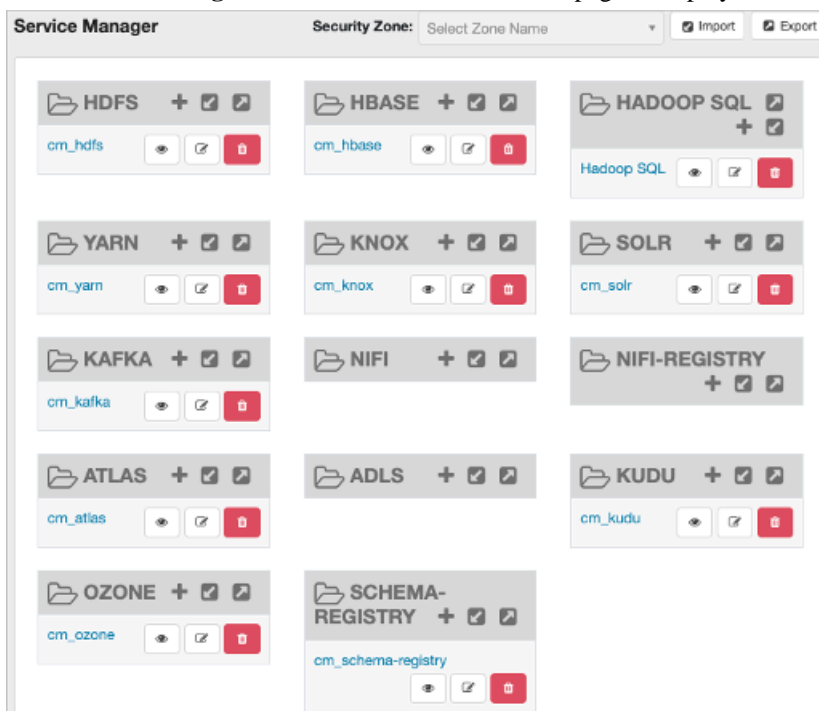 Service Manager Security Zone: Select Zone Name Import Export
HDFS HBASE HADOOP SQL
cm_hdfs cm_hbase
Hadoop SQL
YARN KNOX SOLR
cm_yarn cm_knox cm_solr
KAFKA NIFI NIFI-REGISTRY
cm_kafka
ATLAS ADLS KUDU
cm_atlas cm_kudu
OZONE SCHEMA-
REGISTRY
cm_ozone
cm_schema-registry